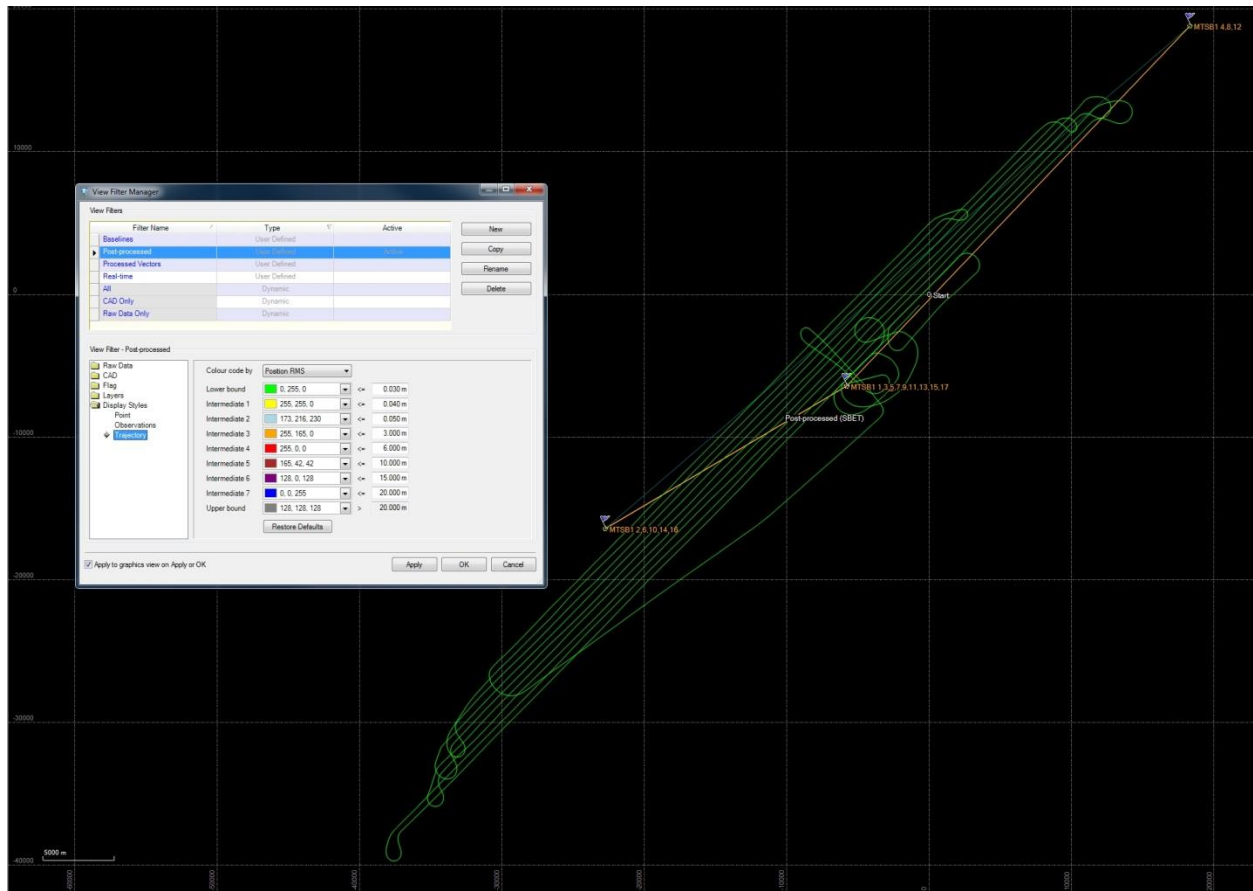 MTSB1 4,8,12
10000
View Filter Manager
View Filters
Filter Name Type Active
Baselines User Defined
Post-processed User Defined Active
Processed Vectors User Defined
Real-time User Defined
All Dynamic
CAD Only Dynamic
Raw Data Only Dynamic
New
Copy
Rename
Delete
0
Start
View Filter - Post-processed
Raw Data
CAD
Flag
Layers
Display Styles
Point
Observations
Trajectory
Colour code by Position RMS
Lower bound 0, 255, 0 <= 0.030 m
Intermediate 1 255, 255, 0 <= 0.040 m
Intermediate 2 173, 216, 230 <= 0.050 m
Intermediate 3 255, 165, 0 <= 3.000 m
Intermediate 4 255, 0, 0 <= 6.000 m
Intermediate 5 165, 42, 42 <= 10.000 m
Intermediate 6 128, 0, 128 <= 15.000 m
Intermediate 7 0, 0, 255 <= 20.000 m
Upper bound 128, 128, 128 > 20.000 m
Restore Defaults
Apply to graphics view on Apply or OK
Apply OK Cancel
MTSB1 1,3,5,7,9,11,13,15,17
Post-processed (SBET)
-10000
MTSB1 2,6,10,14,16
-20000
-30000
-40000
5000 m
-60000 -50000 -40000 -30000 -20000 -10000 0 10000 20000